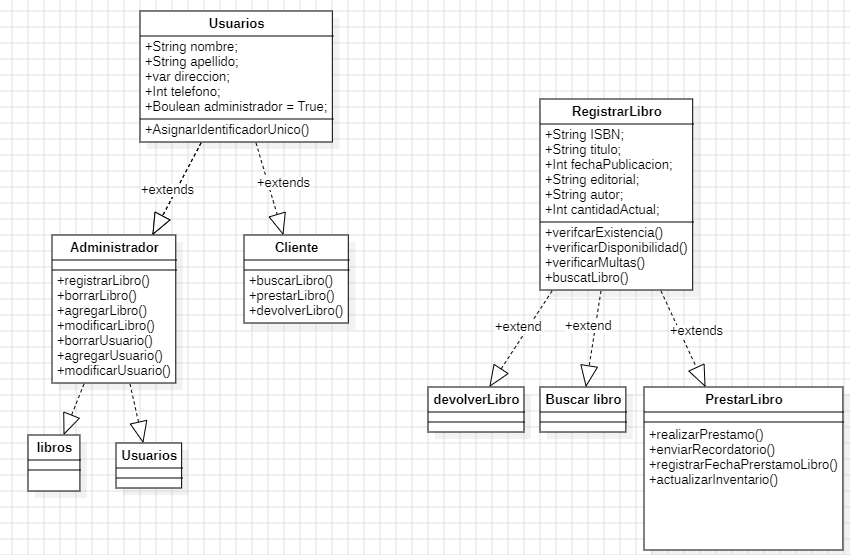 Usuarios
+String nombre;
+String apellido;
+var direccion;
+Int telefono;
+Boulean administrador = True;
+AsignarIdentificadorUnico()
+extends
+extends
Administrador
+registrarLibro()
+borrarLibro()
+agregarLibro()
+modificarLibro()
+borrarUsuario()
+agregarUsuario()
+modificarUsuario()
Cliente
+buscarLibro()
+prestarLibro()
+devolverLibro()
libros
Usuarios
RegistrarLibro
+String ISBN;
+String titulo;
+Int fechaPublicacion;
+String editorial;
+String autor;
+Int cantidadActual;
+verifcarExistencia()
+verificarDisponibilidad()
+verificarMultas()
+buscatLibro()
+extend
+extend
+extends
devolverLibro
Buscar libro
PrestarLibro
+realizarPrestamo()
+enviarRecordatorio()
+registrarFechaPrerstamoLibro()
+actualizarInventario()